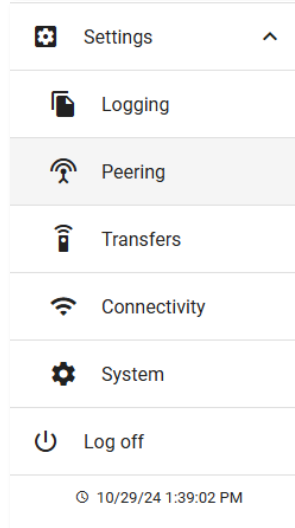 Settings
Logging
Peering
Transfers
Connectivity
System
Log off
10/29/24 1:39:02 PM